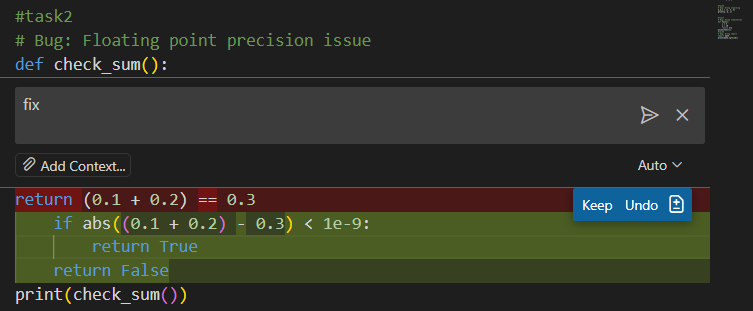 #task2
# Bug: Floating point precision issue
def check_sum():
fix
Add Context...
Auto
return (0.1 + 0.2) == 0.3
Keep Undo
    if abs((0.1 + 0.2) - 0.3) < 1e-9:
        return True
    return False
print(check_sum())